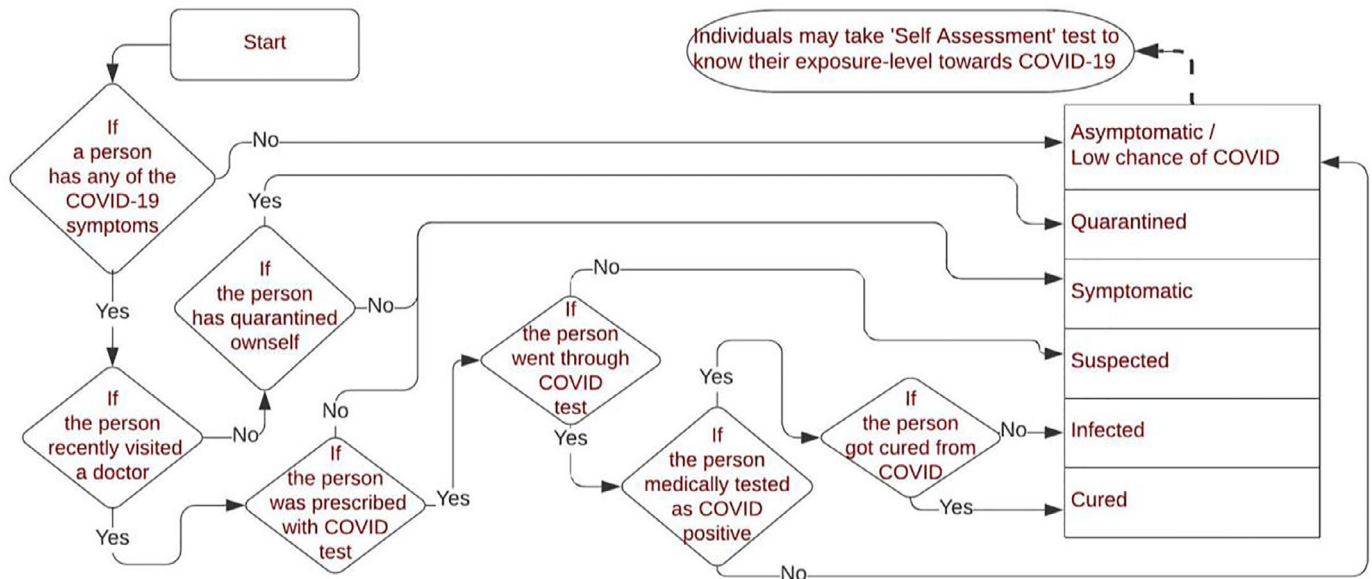 Start
Individuals may take 'Self Assessment' test to
know their exposure-level towards COVID-19
If
a person
has any of the
COVID-19
symptoms
No
Asymptomatic /
Low chance of COVID
Yes
Quarantined
If
the person
has quarantined
ownself
No
Symptomatic
Yes
No
If
the person
went through
COVID
test
Suspected
If
the person
recently visited
a doctor
No
No
Yes
If
the person
got cured from
COVID
No
Infected
Yes
If
the person
was prescribed
with COVID
test
Yes
Yes
If
the person
medically tested
as COVID
positive
Yes
Cured
No